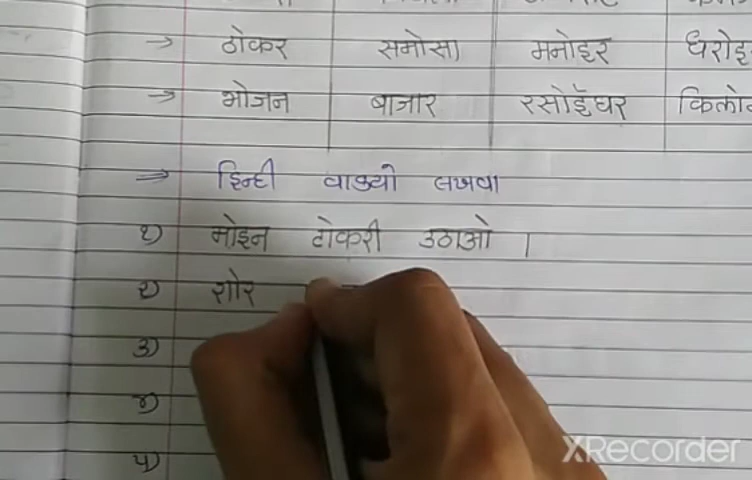 → ठोकर समोसा मनोहर
→ भोजन बाजार रसोईघर
⇒ हिन्दी वाक्यो लखवा
१) मोहन टोकरी उठाओ ।
२) शोर
३)
४)
५)
XRecorder